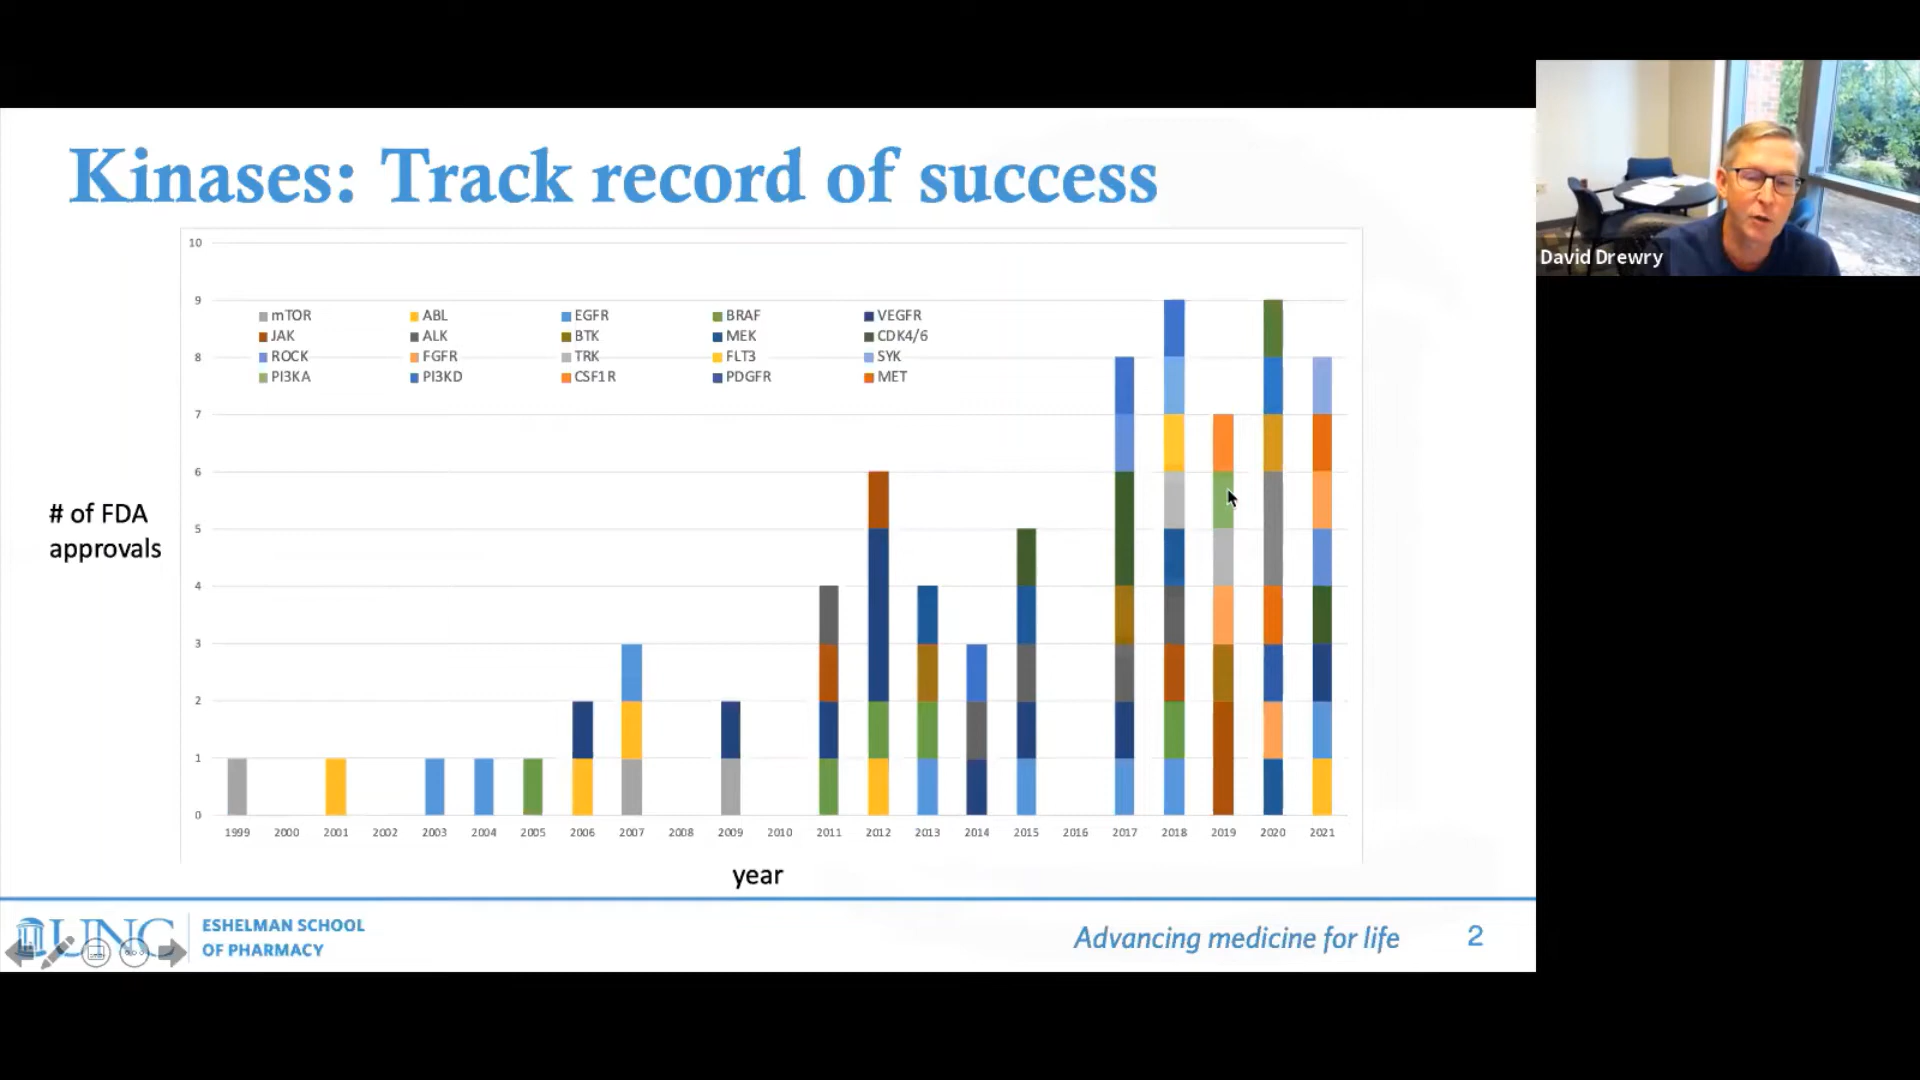 Kinases: Track record of success
10
9
8
7
6
5
4
3
2
1
0
mTOR ABL EGFR BRAF VEGFR
JAK ALK BTK MEK CDK4/6
ROCK FGFR TRK FLT3 SYK
PI3KA PI3KD CSF1R PDGFR MET
# of FDA
approvals
1999 2000 2001 2002 2003 2004 2005 2006 2007 2008 2009 2010 2011 2012 2013 2014 2015 2016 2017 2018 2019 2020 2021
year
UNC
ESHELMAN SCHOOL
OF PHARMACY
Advancing medicine for life
2
David Drewry